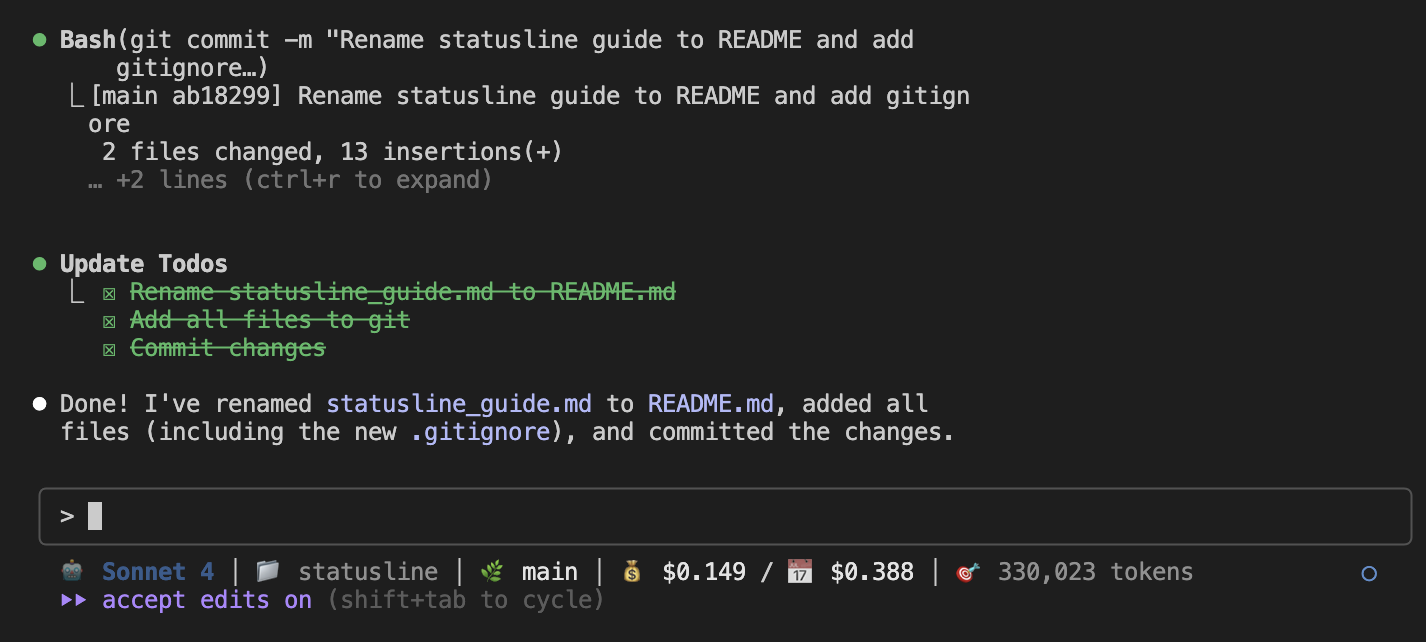 ● Bash(git commit -m "Rename statusline guide to README and add
gitignore…)
⎿ [main ab18299] Rename statusline guide to README and add gitign
ore
2 files changed, 13 insertions(+)
… +2 lines (ctrl+r to expand)
● Update Todos
⎿ ☒ Rename statusline_guide.md to README.md
☒ Add all files to git
☒ Commit changes
● Done! I've renamed statusline_guide.md to README.md, added all
files (including the new .gitignore), and committed the changes.
>
🤖 Sonnet 4 | 📁 statusline | 🌿 main | 💰 $0.149 / 📅 17 $0.388 | 🎯 330,023 tokens ○
⏵⏵ accept edits on (shift+tab to cycle)